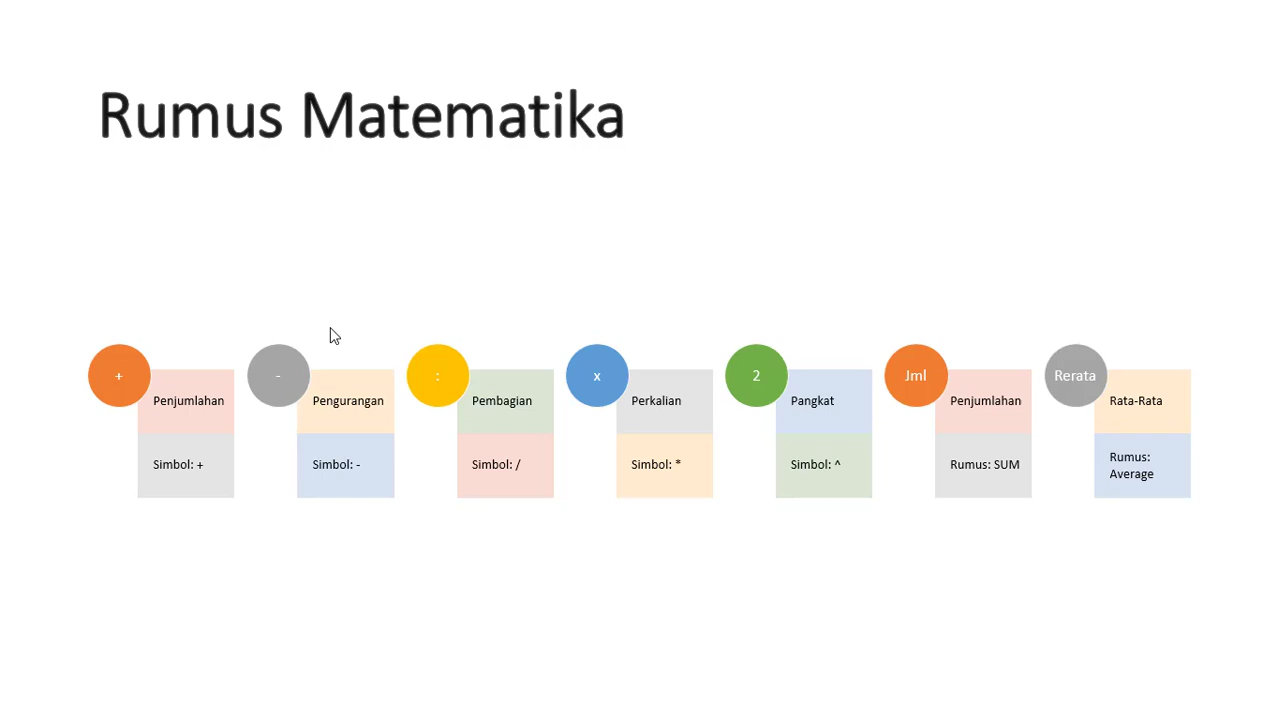 Rumus Matematika
+
Penjumlahan
Simbol: +
-
Pengurangan
Simbol: -
:
Pembagian
Simbol: /
x
Perkalian
Simbol: *
2
Pangkat
Simbol: ^
Jml
Penjumlahan
Rumus: SUM
Rerata
Rata-Rata
Rumus:
Average